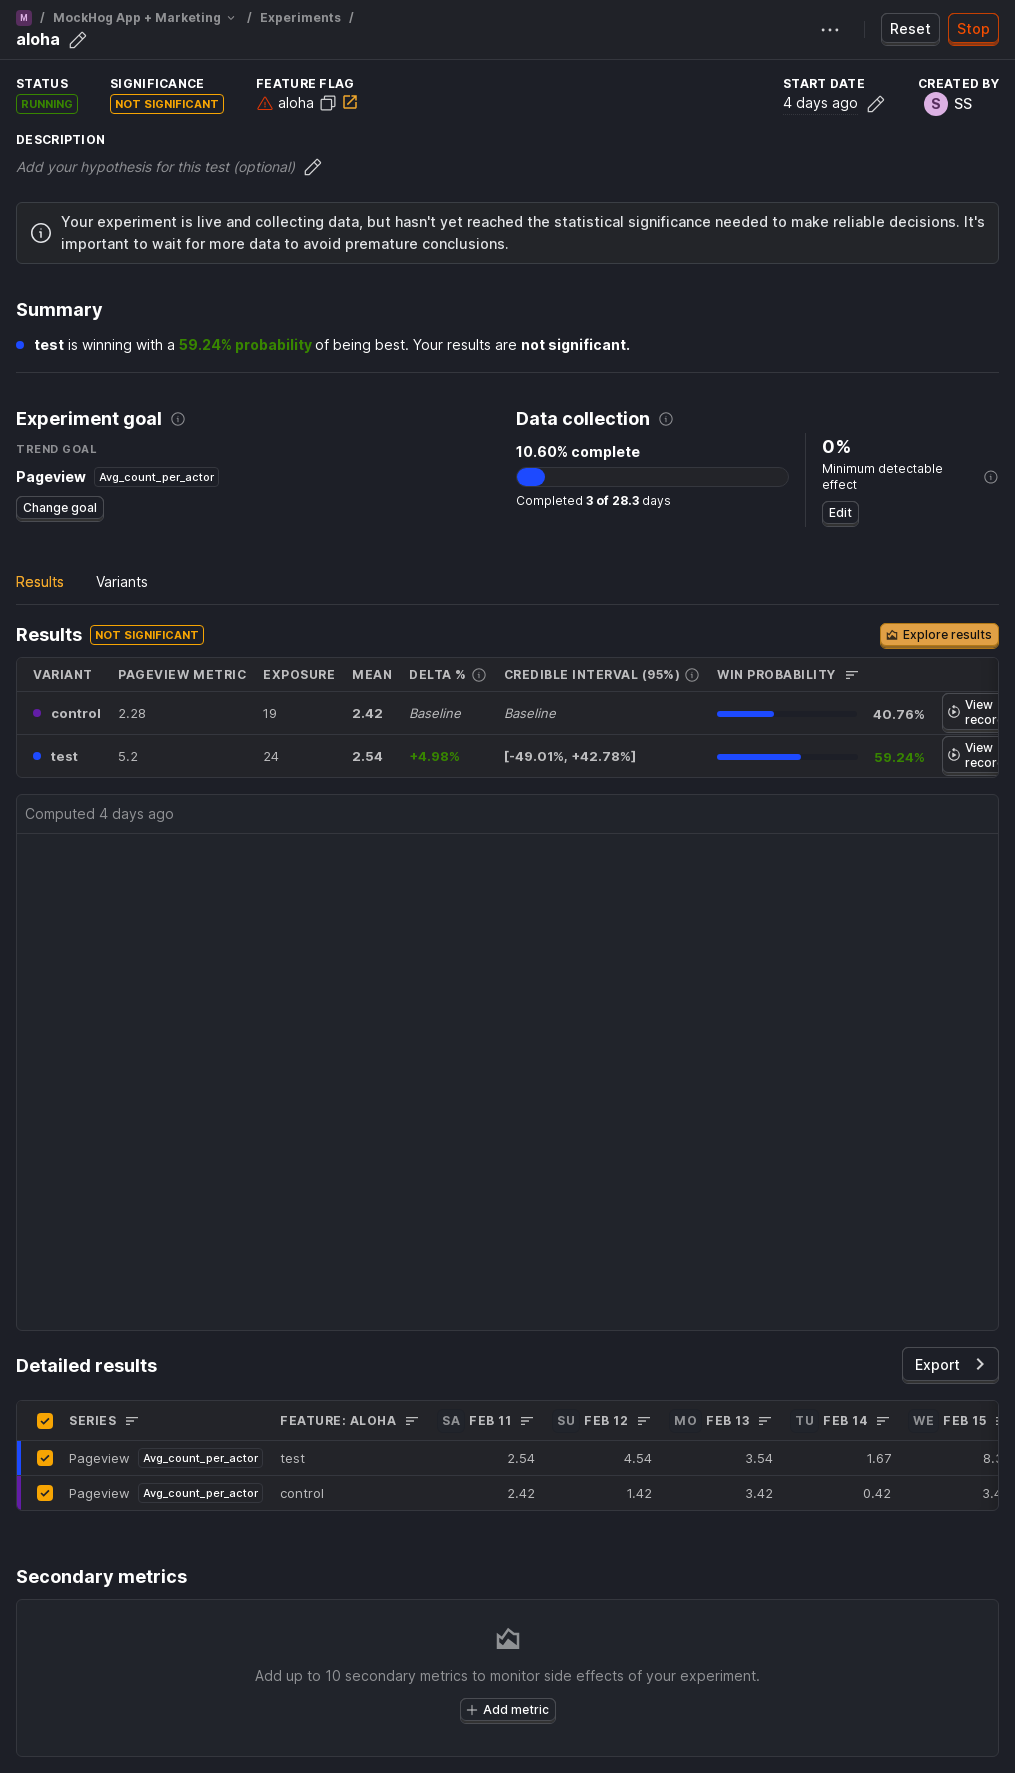 M / MockHog App + Marketing / Experiments /
aloha
Reset
Stop
STATUS
RUNNING
SIGNIFICANCE
NOT SIGNIFICANT
FEATURE FLAG
aloha
START DATE
4 days ago
CREATED BY
S SS
DESCRIPTION
Add your hypothesis for this test (optional)
Your experiment is live and collecting data, but hasn't yet reached the statistical significance needed to make reliable decisions. It's
important to wait for more data to avoid premature conclusions.
Summary
test is winning with a 59.24% probability of being best. Your results are not significant.
Experiment goal
TREND GOAL
Pageview Avg_count_per_actor
Change goal
Data collection
10.60% complete
Completed 3 of 28.3 days
0%
Minimum detectable
effect
Edit
Results Variants
Results NOT SIGNIFICANT
Explore results
VARIANT PAGEVIEW METRIC EXPOSURE MEAN DELTA % CREDIBLE INTERVAL (95%) WIN PROBABILITY
control 2.28 19 2.42 Baseline Baseline 40.76%
View
recor
test 5.2 24 2.54 +4.98% [-49.01%, +42.78%] 59.24%
View
recor
Computed 4 days ago
Detailed results
Export
SERIES FEATURE: ALOHA SA FEB 11 SU FEB 12 MO FEB 13 TU FEB 14 WE FEB 15
Pageview Avg_count_per_actor test 2.54 4.54 3.54 1.67 8.3
Pageview Avg_count_per_actor control 2.42 1.42 3.42 0.42 3.4
Secondary metrics
Add up to 10 secondary metrics to monitor side effects of your experiment.
Add metric